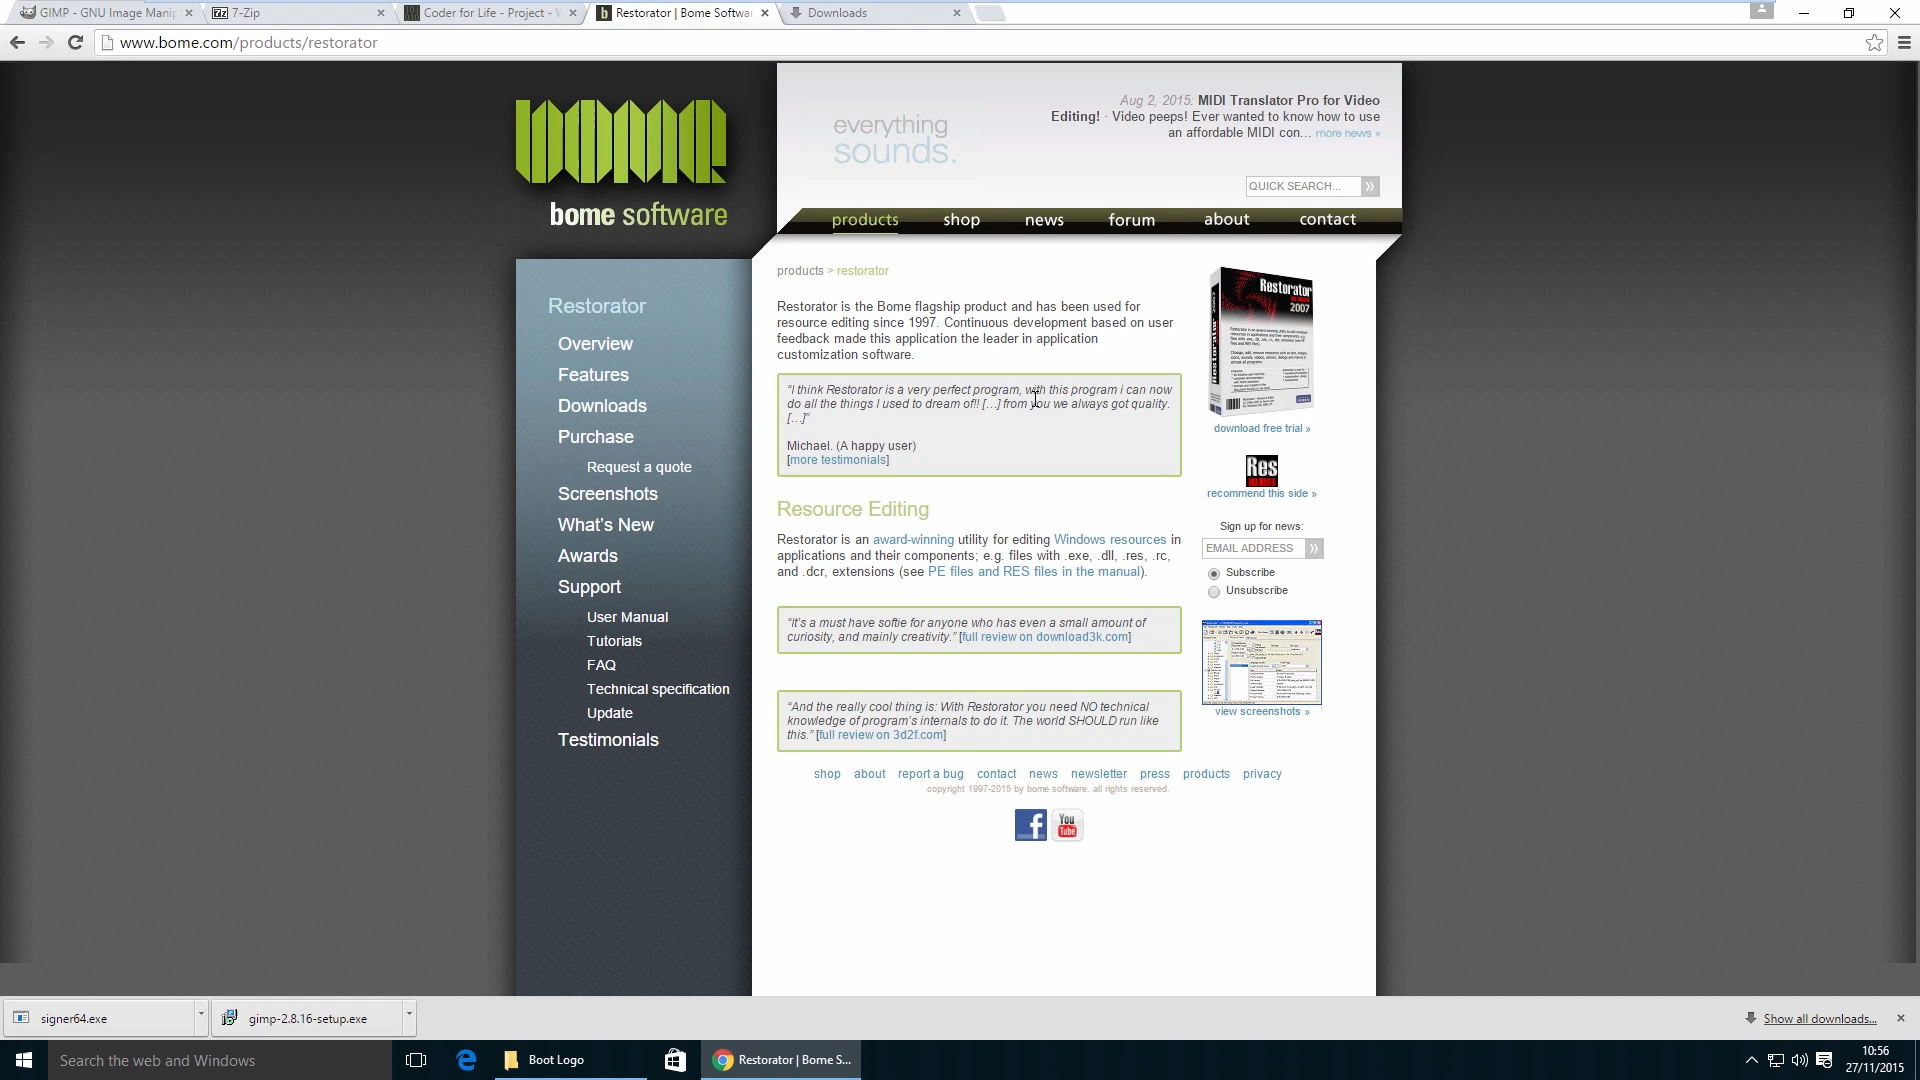 GIMP - GNU Image Manip
7-Zip
Coder for Life - Project - W
Restorator | Bome Softwar
Downloads
www.bome.com/products/restorator
bome software
everything
sounds.
Aug 2, 2015: MIDI Translator Pro for Video
Editing! · Video peeps! Ever wanted to know how to use
an affordable MIDI con... more news »
QUICK SEARCH...
products
shop
news
forum
about
contact
Restorator
Overview
Features
Downloads
Purchase
Request a quote
Screenshots
What's New
Awards
Support
User Manual
Tutorials
FAQ
Technical specification
Update
Testimonials
products > restorator
Restorator is the Bome flagship product and has been used for
resource editing since 1997. Continuous development based on user
feedback made this application the leader in application
customization software.
“I think Restorator is a very perfect program, with this program i can now
do all the things I used to dream of!! […] from you we always got quality.
[…]”
Michael. (A happy user)
[more testimonials]
Resource Editing
Restorator is an award-winning utility for editing Windows resources in
applications and their components; e.g. files with .exe, .dll, .res, .rc,
and .dcr, extensions (see PE files and RES files in the manual).
“It's a must have softie for anyone who has even a small amount of
curiosity, and mainly creativity.” [full review on download3k.com]
“And the really cool thing is: With Restorator you need NO technical
knowledge of program's internals to do it. The world SHOULD run like
this.” [full review on 3d2f.com]
Restorator
2007
Restorator 2007
download free trial »
Res
recommend this side »
Sign up for news:
EMAIL ADDRESS
Subscribe
Unsubscribe
view screenshots »
shop about report a bug contact news newsletter press products privacy
copyright 1997-2015 by bome software. all rights reserved.
f
You
Tube
signer64.exe
gimp-2.8.16-setup.exe
Show all downloads...
Search the web and Windows
Boot Logo
Restorator | Bome S...
10:56
27/11/2015